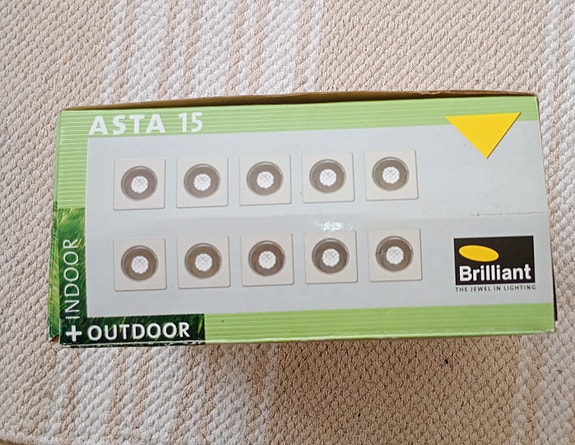 ASTA 15
INDOOR
+ OUTDOOR
Brilliant
THE JEWEL IN LIGHTING